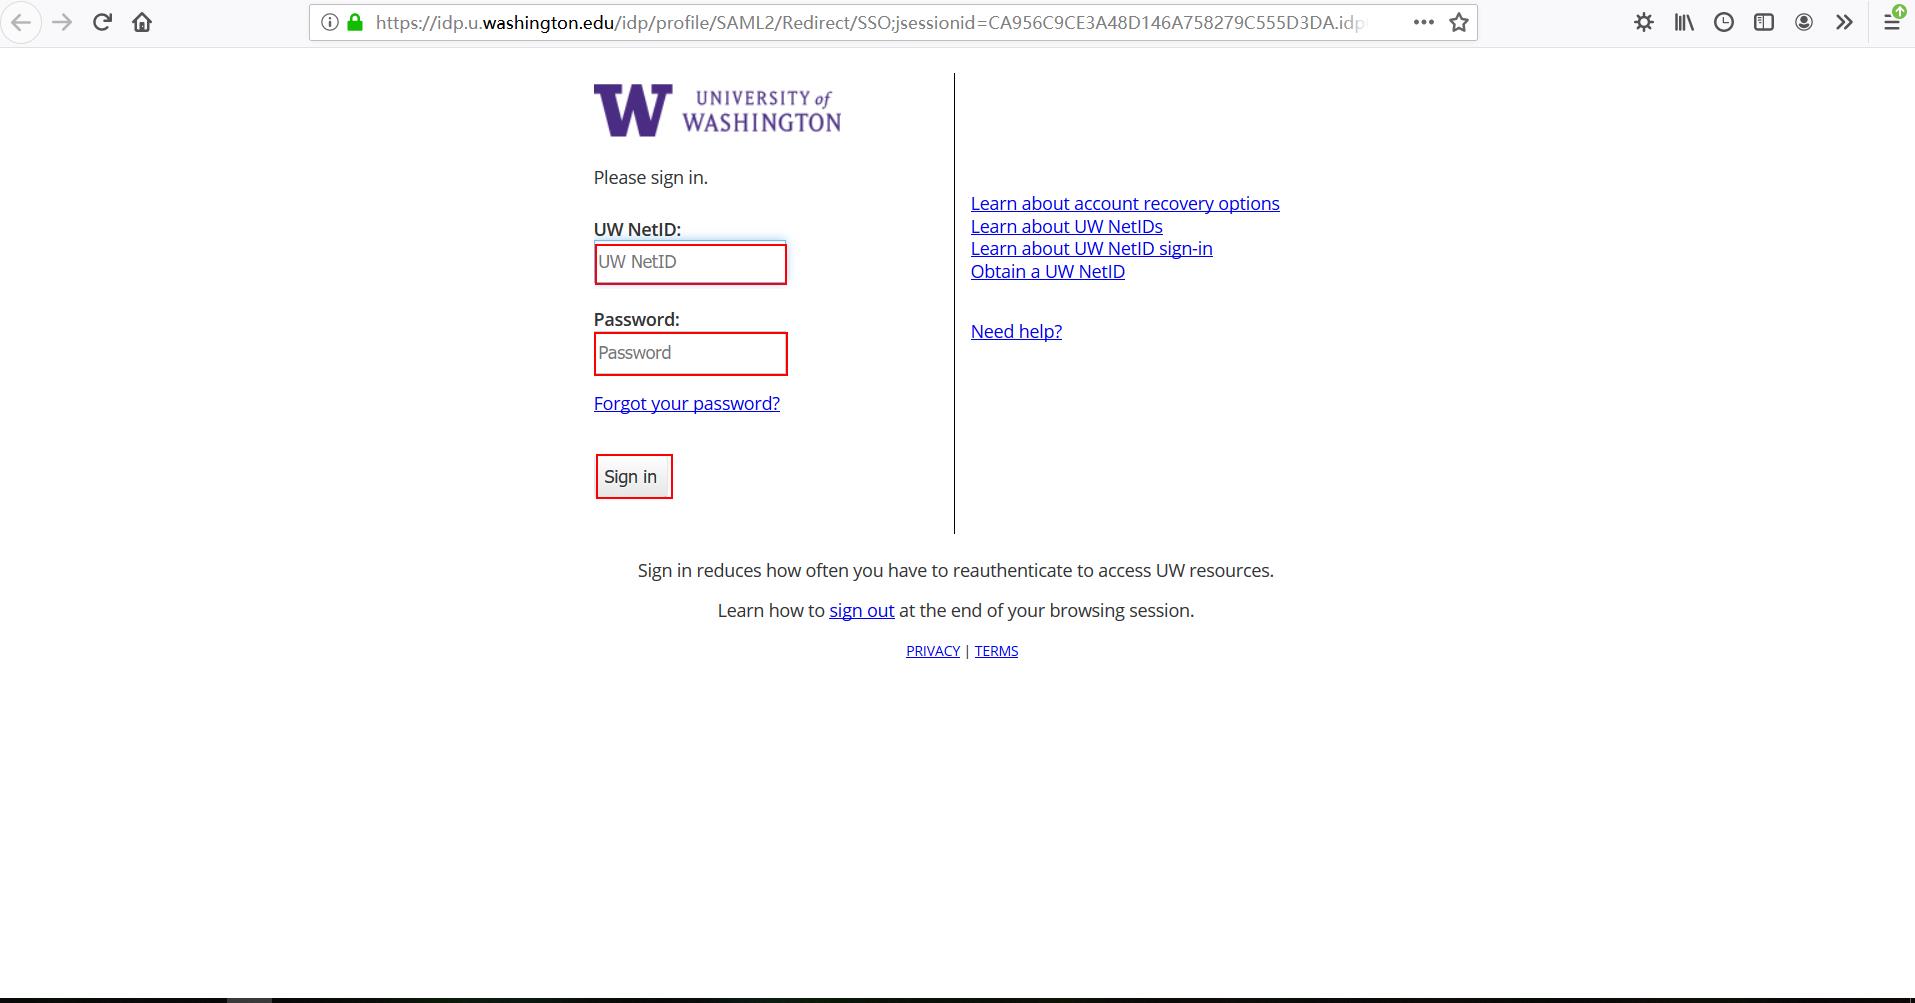 https://idp.u.washington.edu/idp/profile/SAML2/Redirect/SSO;jsessionid=CA956C9CE3A48D146A758279C555D3DA.idp
W UNIVERSITY of
WASHINGTON
Please sign in.
UW NetID:
UW NetID
Password:
Password
Forgot your password?
Sign in
Learn about account recovery options
Learn about UW NetIDs
Learn about UW NetID sign-in
Obtain a UW NetID
Need help?
Sign in reduces how often you have to reauthenticate to access UW resources.
Learn how to sign out at the end of your browsing session.
PRIVACY | TERMS